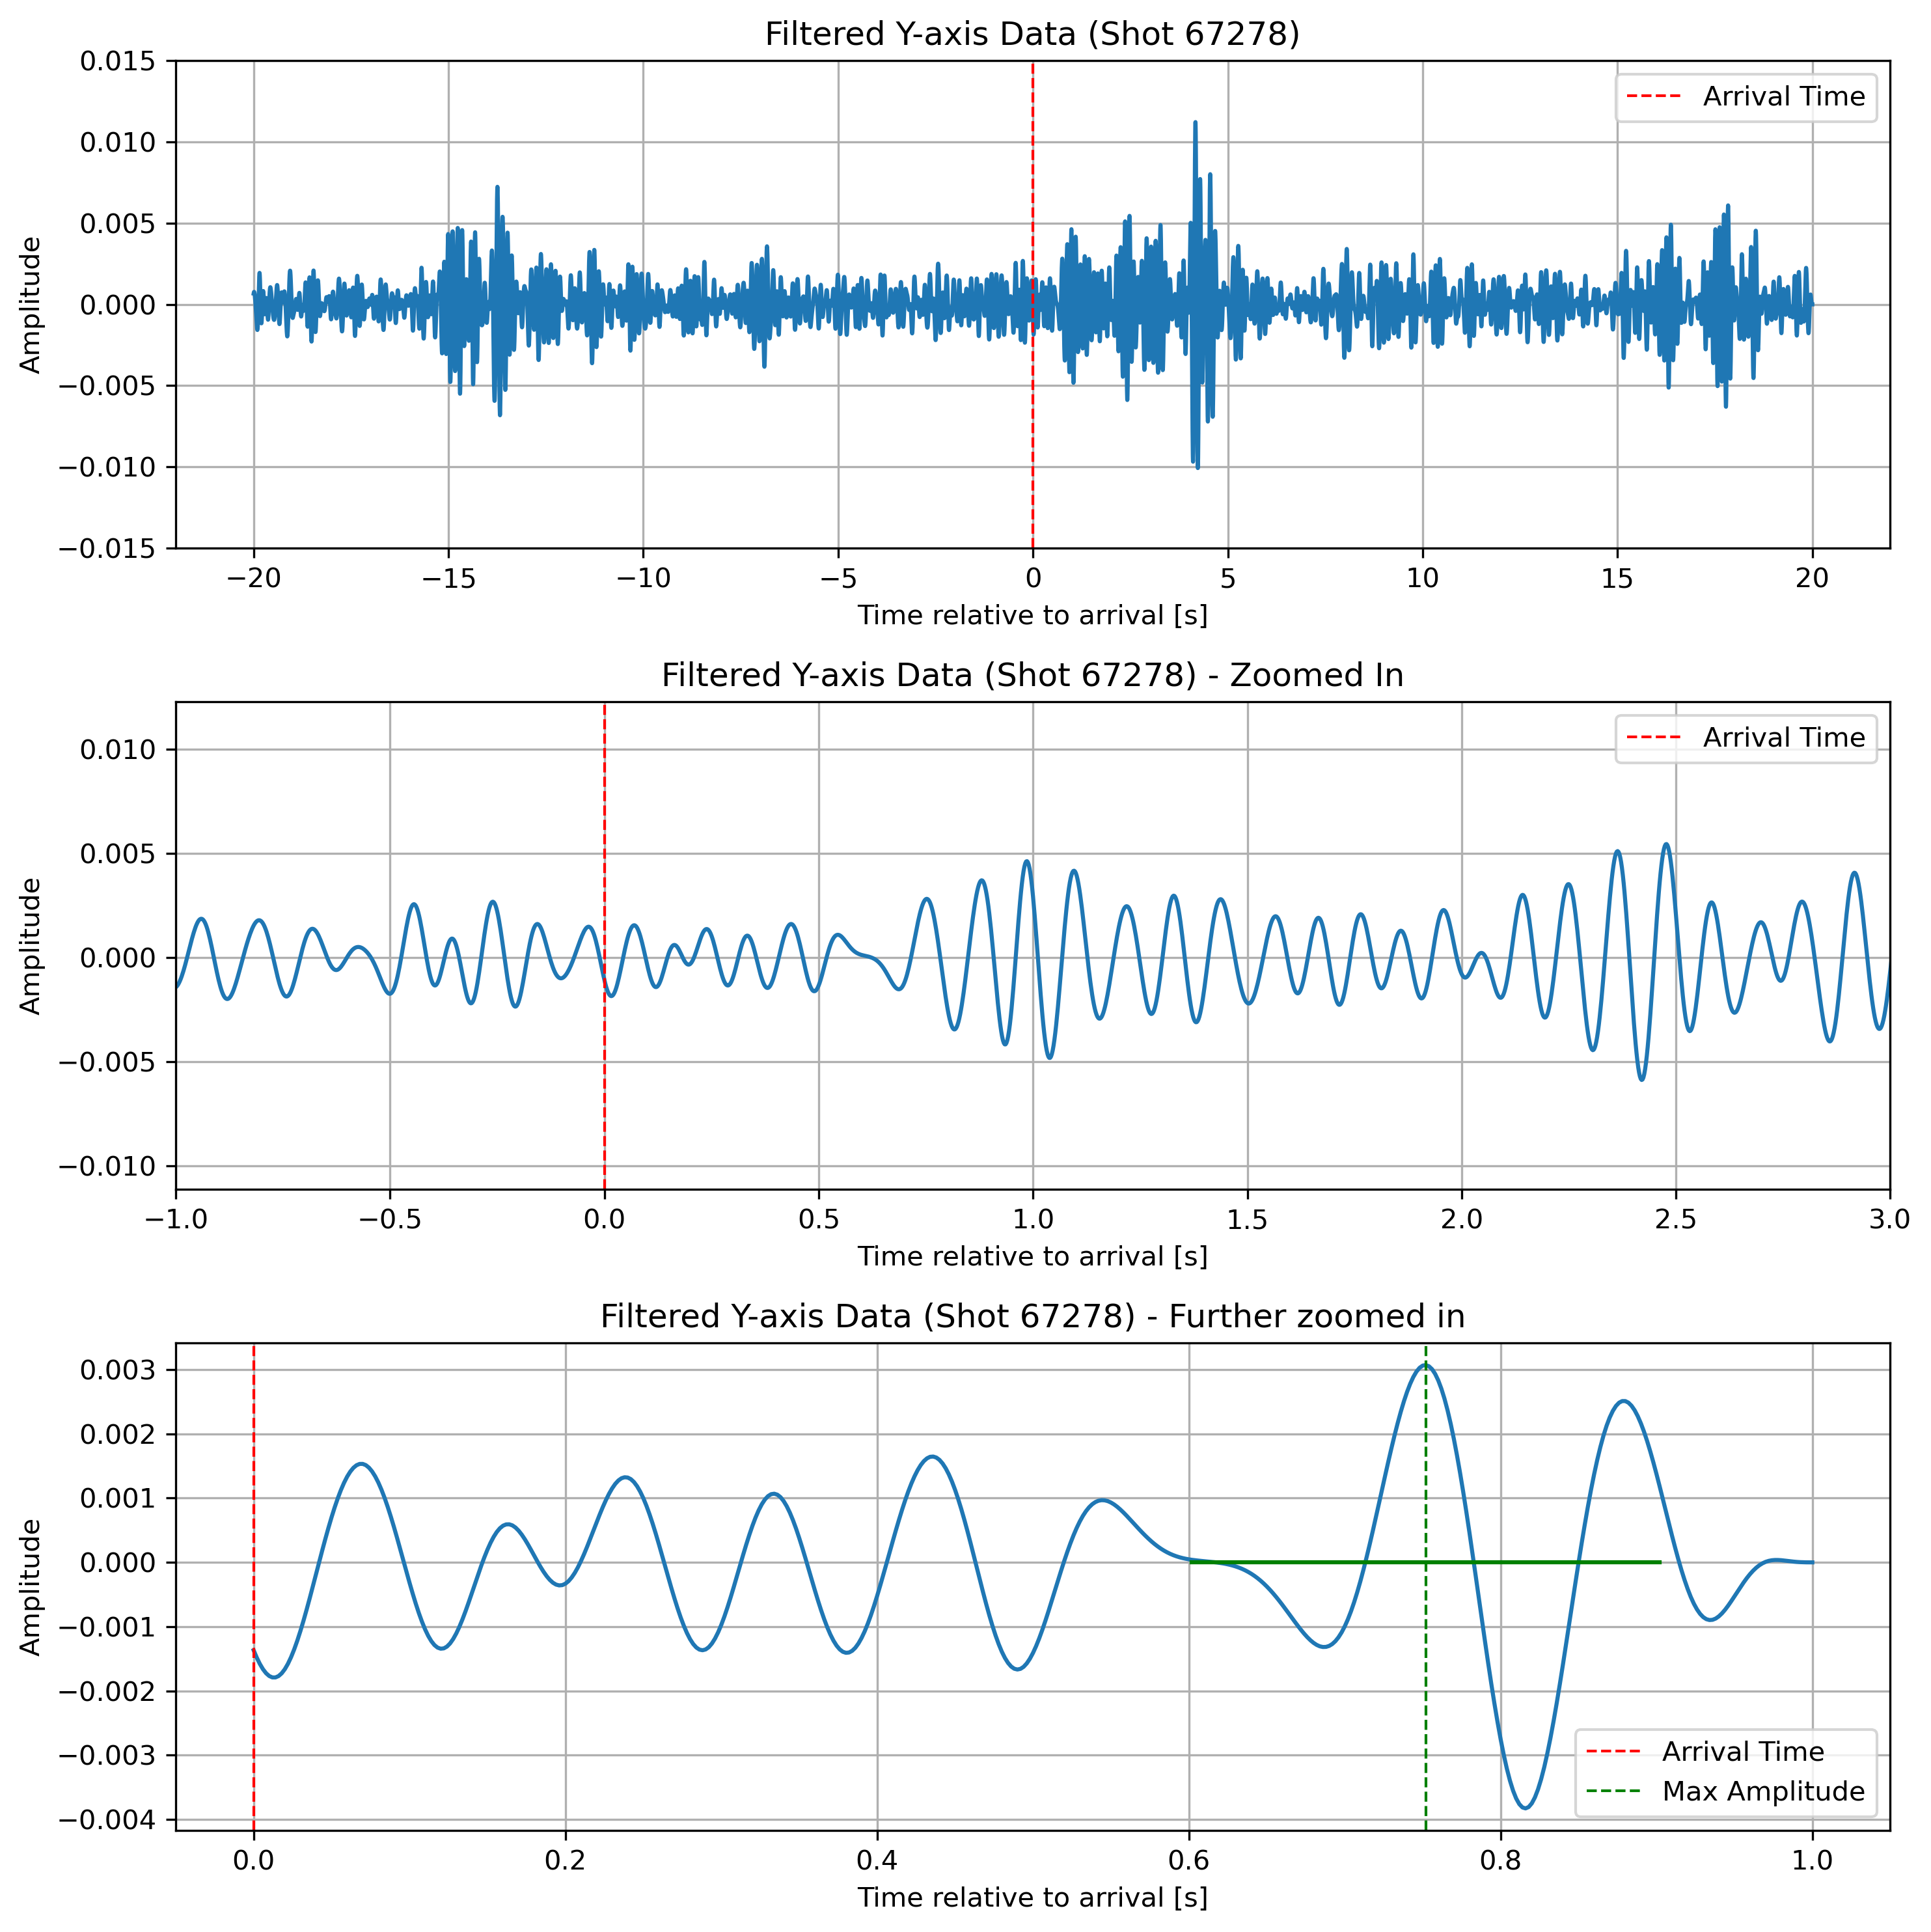 Filtered Y-axis Data (Shot 67278)
0.015
0.010
0.005
0.000
−0.005
−0.010
−0.015
Amplitude
Arrival Time
−20 −15 −10 −5 0 5 10 15 20
Time relative to arrival [s]
Filtered Y-axis Data (Shot 67278) - Zoomed In
0.010
0.005
0.000
−0.005
−0.010
Amplitude
Arrival Time
−1.0 −0.5 0.0 0.5 1.0 1.5 2.0 2.5 3.0
Time relative to arrival [s]
Filtered Y-axis Data (Shot 67278) - Further zoomed in
0.003
0.002
0.001
0.000
−0.001
−0.002
−0.003
−0.004
Amplitude
Arrival Time
Max Amplitude
0.0 0.2 0.4 0.6 0.8 1.0
Time relative to arrival [s]